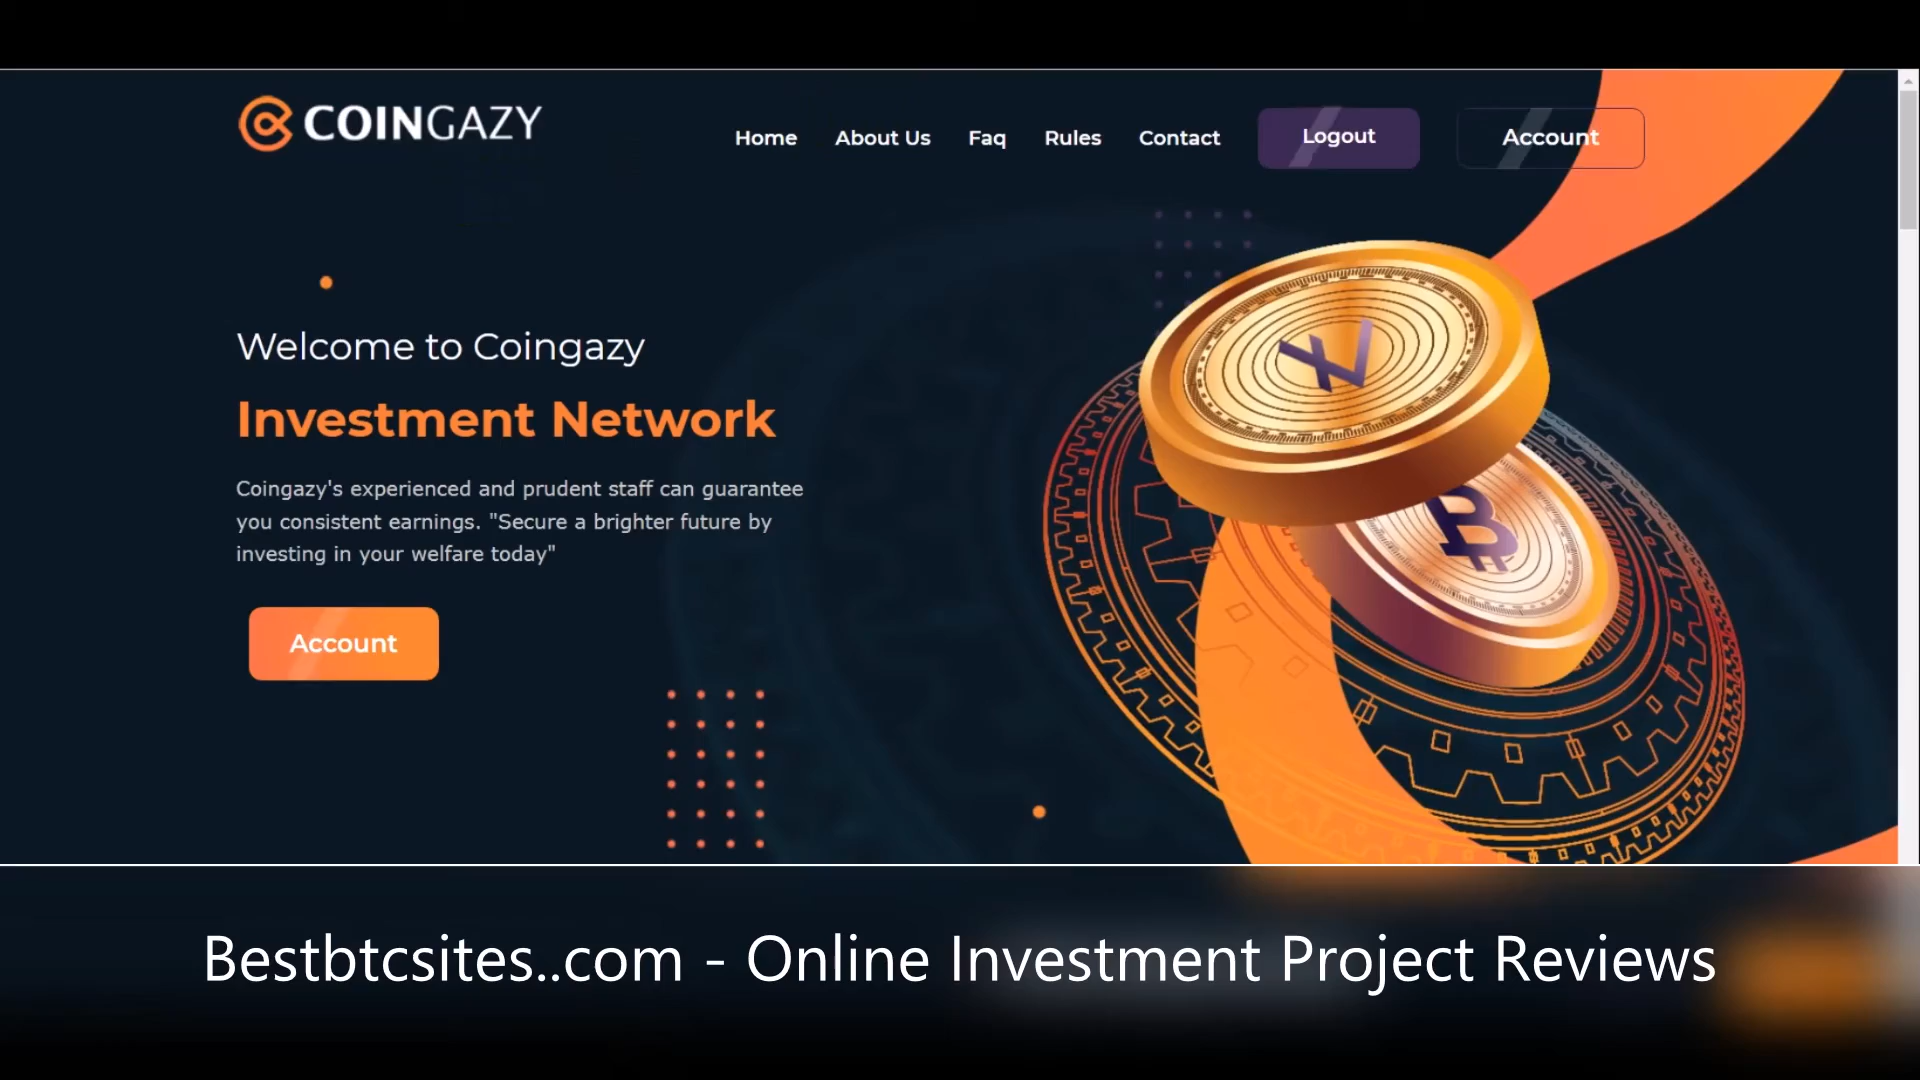 COINGAZY
Home About Us Faq Rules Contact Logout Account
Welcome to Coingazy
Investment Network
Coingazy's experienced and prudent staff can guarantee
you consistent earnings. "Secure a brighter future by
investing in your welfare today"
Account
Bestbtcsites..com - Online Investment Project Reviews